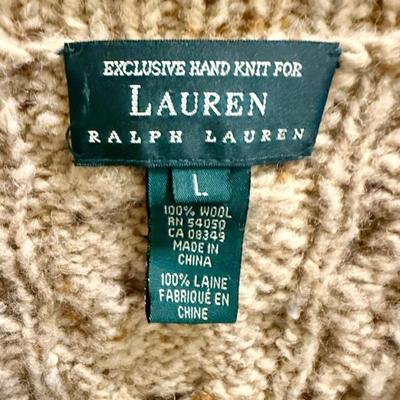 EXCLUSIVE HAND KNIT FOR
LAUREN
RALPH LAUREN
L
100% WOOL
RN 54050
CA 08349
MADE IN
CHINA
100% LAINE
FABRIQUÉ EN
CHINE